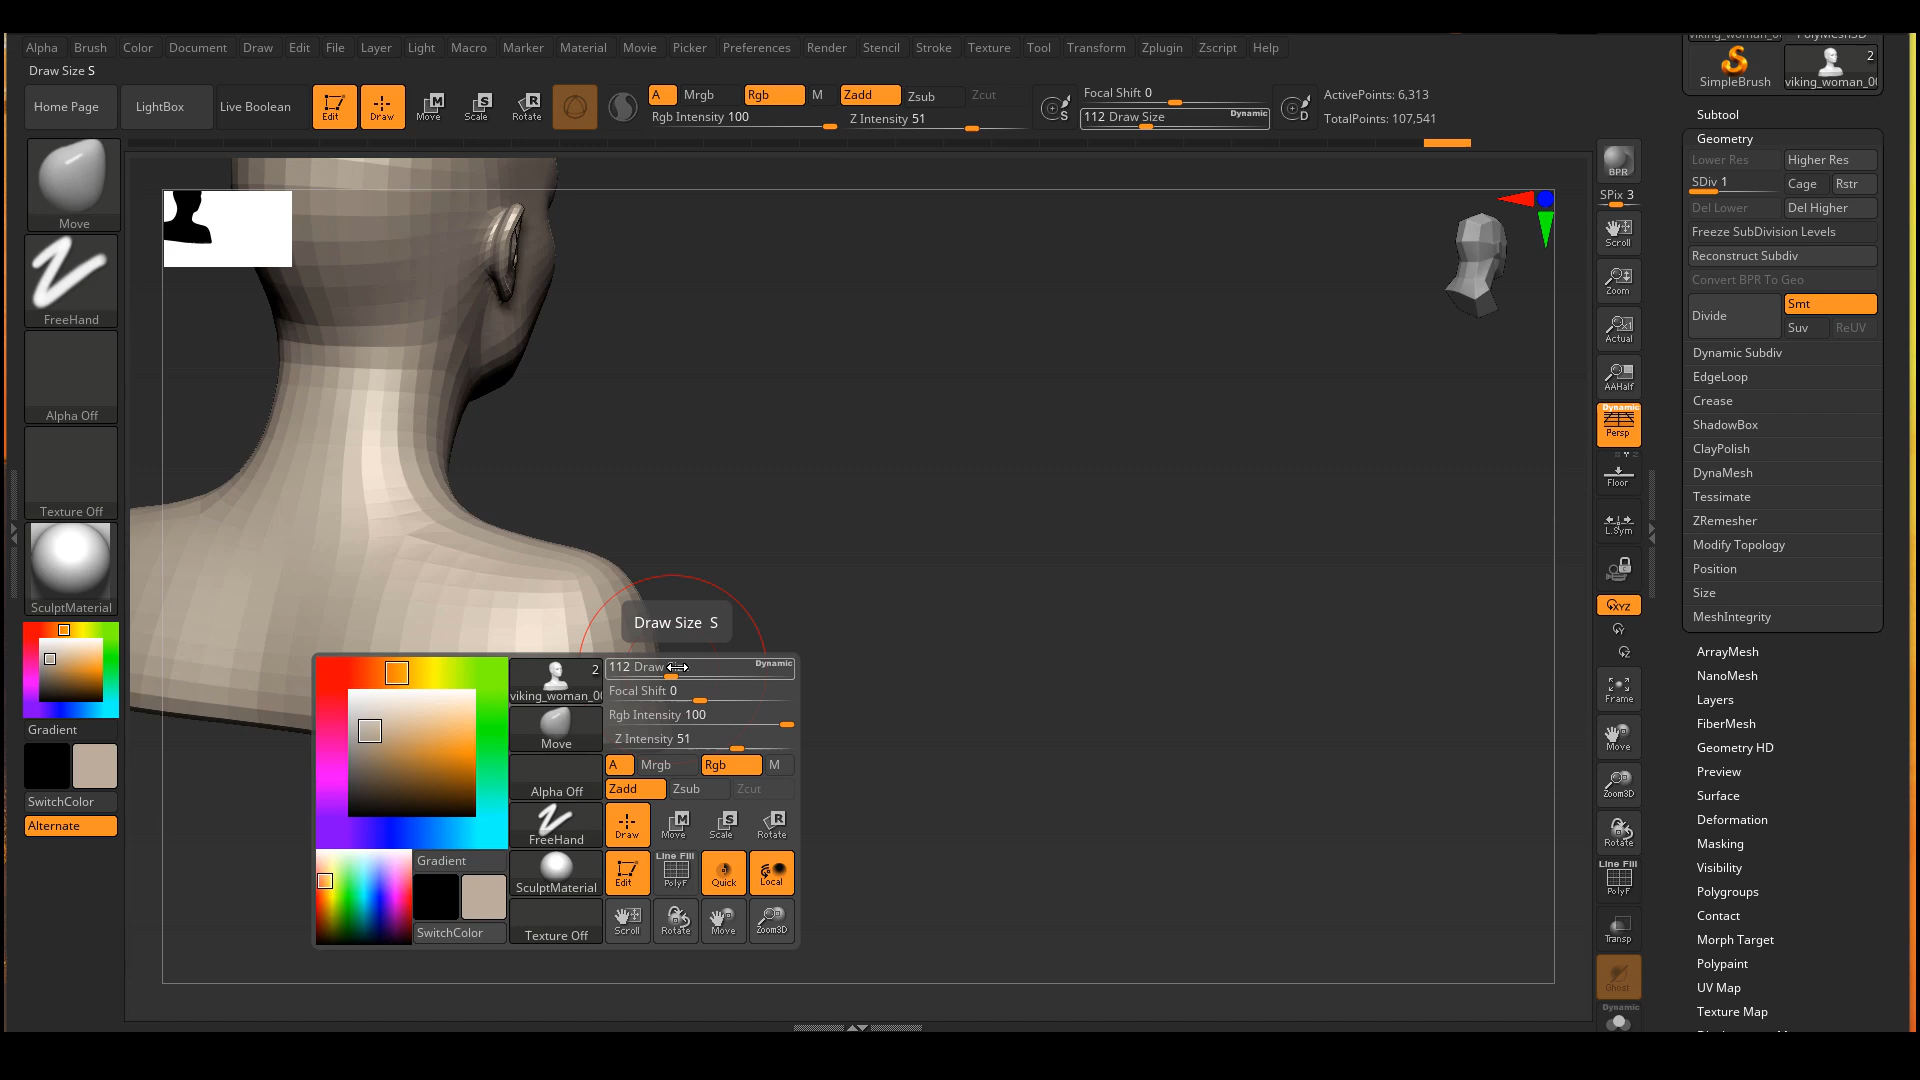 Alpha Brush Color Document Draw Edit File Layer Light Macro Marker Material Movie Picker Preferences Render Stencil Stroke Texture Tool Transform Zplugin Zscript Help
Draw Size S
Home Page LightBox Live Boolean Edit Draw Move Scale Rotate
A Mrgb Rgb M Zadd Zsub Zcut
Rgb Intensity 100 Z Intensity 51
Focal Shift 0
112 Draw Size Dynamic
ActivePoints: 6,313
TotalPoints: 107,541
Move
FreeHand
Alpha Off
Texture Off
SculptMaterial
Gradient
SwitchColor
Alternate
Draw Size S
2
viking_woman_00
Move
Alpha Off
FreeHand
SculptMaterial
Texture Off
Gradient
SwitchColor
112 Draw Dynamic
Focal Shift 0
Rgb Intensity 100
Z Intensity 51
A Mrgb Rgb M
Zadd Zsub Zcut
Draw Move Scale Rotate
Edit Line Fill PolyF Quick Local
Scroll Rotate Move Zoom3D
BPR
SPix 3
Scroll
Zoom
Actual
AAHalf
Dynamic
Persp
Floor
L.Sym
XYZ
Y
Z
Frame
Move
Zoom3D
Rotate
Line Fill
PolyF
Transp
Ghost
Dynamic
SimpleBrush
2
viking_woman_00
Subtool
Geometry
Lower Res Higher Res
SDiv 1 Cage Rstr
Del Lower Del Higher
Freeze SubDivision Levels
Reconstruct Subdiv
Convert BPR To Geo
Divide Smt
Suv ReUV
Dynamic Subdiv
EdgeLoop
Crease
ShadowBox
ClayPolish
DynaMesh
Tessimate
ZRemesher
Modify Topology
Position
Size
MeshIntegrity
ArrayMesh
NanoMesh
Layers
FiberMesh
Geometry HD
Preview
Surface
Deformation
Masking
Visibility
Polygroups
Contact
Morph Target
Polypaint
UV Map
Texture Map